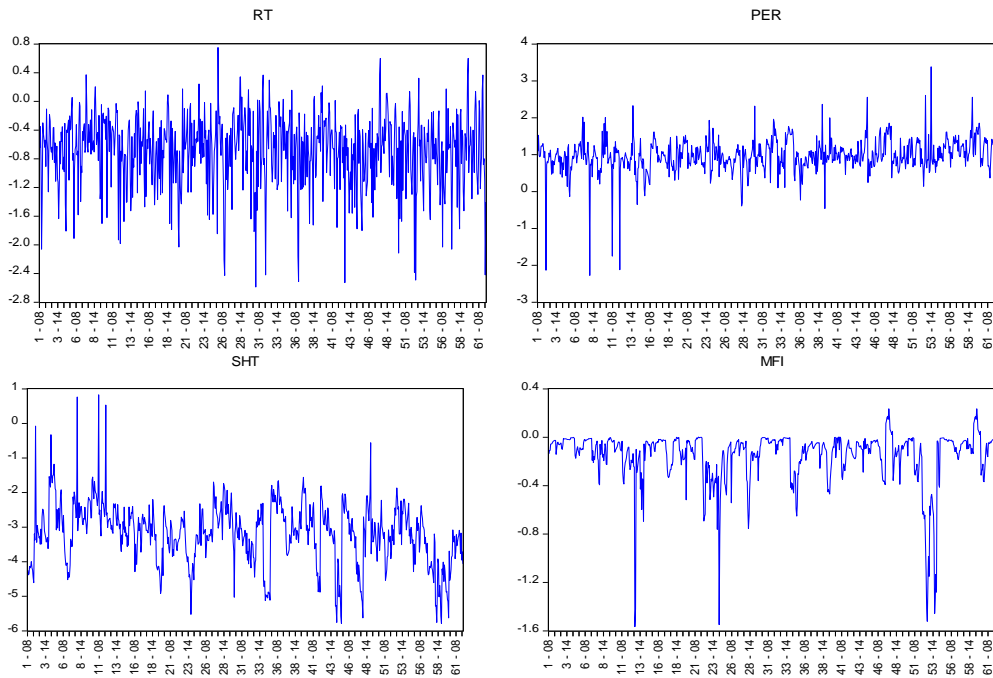 RT
0.8
0.4
0.0
-0.4
-0.8
-1.2
-1.6
-2.0
-2.4
-2.8
1 - 08
3 - 14
6 - 08
8 - 14
11 - 08
13 - 14
16 - 08
18 - 14
21 - 08
23 - 14
26 - 08
28 - 14
31 - 08
33 - 14
36 - 08
38 - 14
41 - 08
43 - 14
46 - 08
48 - 14
51 - 08
53 - 14
56 - 08
58 - 14
61 - 08
PER
4
3
2
1
0
-1
-2
-3
1 - 08
3 - 14
6 - 08
8 - 14
11 - 08
13 - 14
16 - 08
18 - 14
21 - 08
23 - 14
26 - 08
28 - 14
31 - 08
33 - 14
36 - 08
38 - 14
41 - 08
43 - 14
46 - 08
48 - 14
51 - 08
53 - 14
56 - 08
58 - 14
61 - 08
SHT
1
0
-1
-2
-3
-4
-5
-6
1 - 08
3 - 14
6 - 08
8 - 14
11 - 08
13 - 14
16 - 08
18 - 14
21 - 08
23 - 14
26 - 08
28 - 14
31 - 08
33 - 14
36 - 08
38 - 14
41 - 08
43 - 14
46 - 08
48 - 14
51 - 08
53 - 14
56 - 08
58 - 14
61 - 08
MFI
0.4
0.0
-0.4
-0.8
-1.2
-1.6
1 - 08
3 - 14
6 - 08
8 - 14
11 - 08
13 - 14
16 - 08
18 - 14
21 - 08
23 - 14
26 - 08
28 - 14
31 - 08
33 - 14
36 - 08
38 - 14
41 - 08
43 - 14
46 - 08
48 - 14
51 - 08
53 - 14
56 - 08
58 - 14
61 - 08